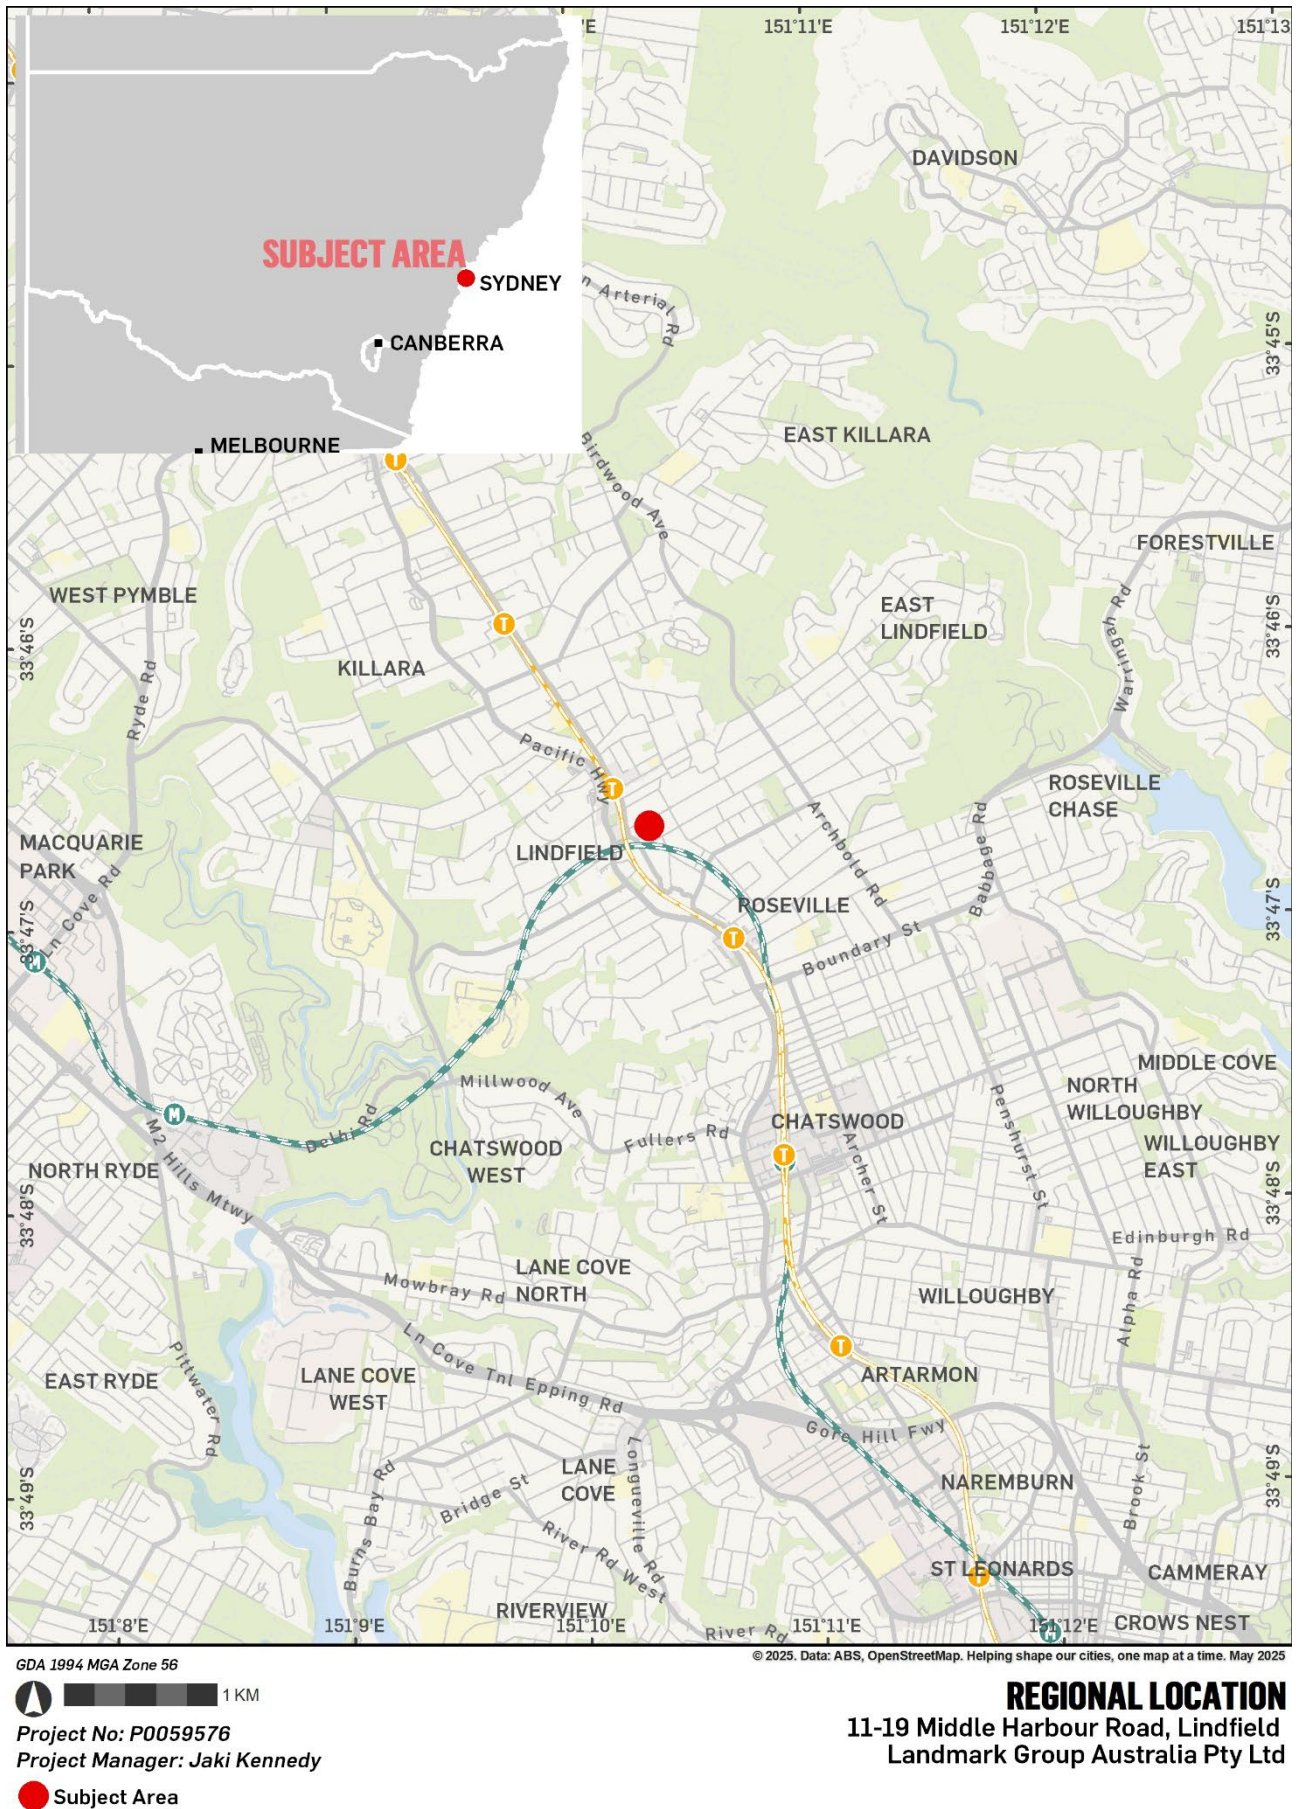 'E
151°11'E
151°12'E
151°13
DAVIDSON
SUBJECT AREA
SYDNEY
n Arterial Rd
CANBERRA
33°45'S
EAST KILLARA
MELBOURNE
T
Birdwood Ave
FORESTVILLE
WEST PYMBLE
EAST
LINDFIELD
Warringah Rd
33°46'S
33°46'S
T
KILLARA
Ryde Rd
Pacific Hwy
T
ROSEVILLE
CHASE
Archbold Rd
Babbage Rd
MACQUARIE
PARK
LINDFIELD
Ln Cove Rd
ROSEVILLE
33°47'S
33°47'S
T
Boundary St
M
MIDDLE COVE
Millwood Ave
NORTH
WILLOUGHBY
Penshurst St
M
Delhi Rd
CHATSWOOD
Fullers Rd
CHATSWOOD
WEST
Archer St
WILLOUGHBY
EAST
T
M2 Hills Mtwy
NORTH RYDE
33°48'S
33°48'S
Edinburgh Rd
LANE COVE
NORTH
Mowbray Rd
WILLOUGHBY
Alpha Rd
Ln Cove Tnl Epping Rd
T
Pittwater Rd
EAST RYDE
LANE COVE
WEST
ARTARMON
Gore Hill Fwy
LANE
COVE
Longueville Rd
NAREMBURN
Brook St
33°49'S
33°49'S
Burns Bay Rd
Bridge St
River Rd West
ST LEONARDS
T
CAMMERAY
RIVERVIEW
River Rd
CROWS NEST
M
151°8'E
151°9'E
151°10'E
151°11'E
151°12'E
© 2025. Data: ABS, OpenStreetMap. Helping shape our cities, one map at a time. May 2025
GDA 1994 MGA Zone 56
1 KM
Project No: P0059576
Project Manager: Jaki Kennedy
Subject Area
REGIONAL LOCATION
11-19 Middle Harbour Road, Lindfield
Landmark Group Australia Pty Ltd